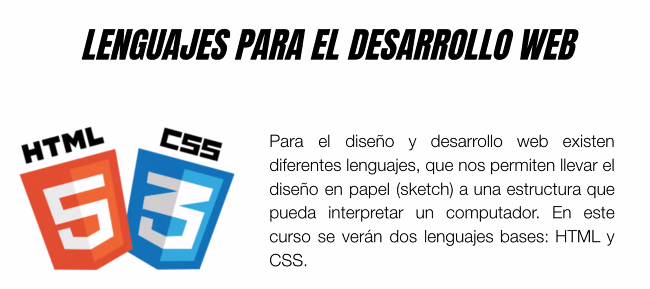 LENGUAJES PARA EL DESARROLLO WEB
HTML CSS
5 3
Para el diseño y desarrollo web existen
diferentes lenguajes, que nos permiten llevar el
diseño en papel (sketch) a una estructura que
pueda interpretar un computador. En este
curso se verán dos lenguajes bases: HTML y
CSS.